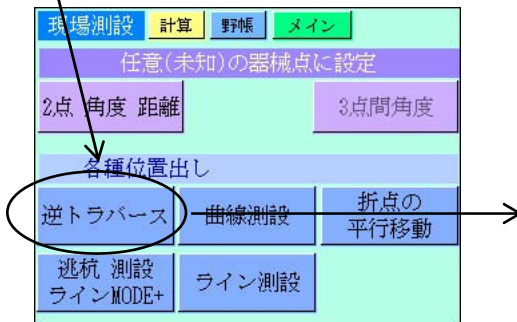 現場測設 計算 野帳 メイン
任意(未知)の器械点に設定
2点 角度 距離 3点間角度
各種位置出し
逆トラバース 曲線測設 折点の
平行移動
逃杭 測設
ラインMODE+ ライン測設